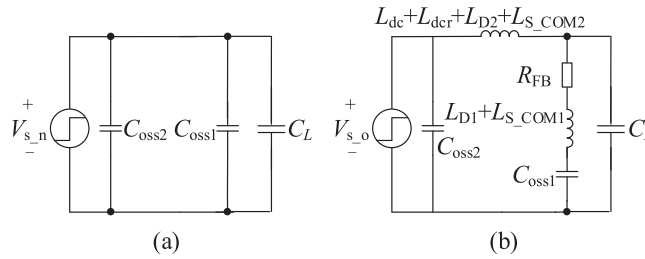 L_dc+L_dcr+L_D2+L_S_COM2
+
V_s_n
−
C_oss2
C_oss1
C_L
+
V_s_o
−
C_oss2
R_FB
L_D1+L_S_COM1
C_oss1
C
(a)
(b)